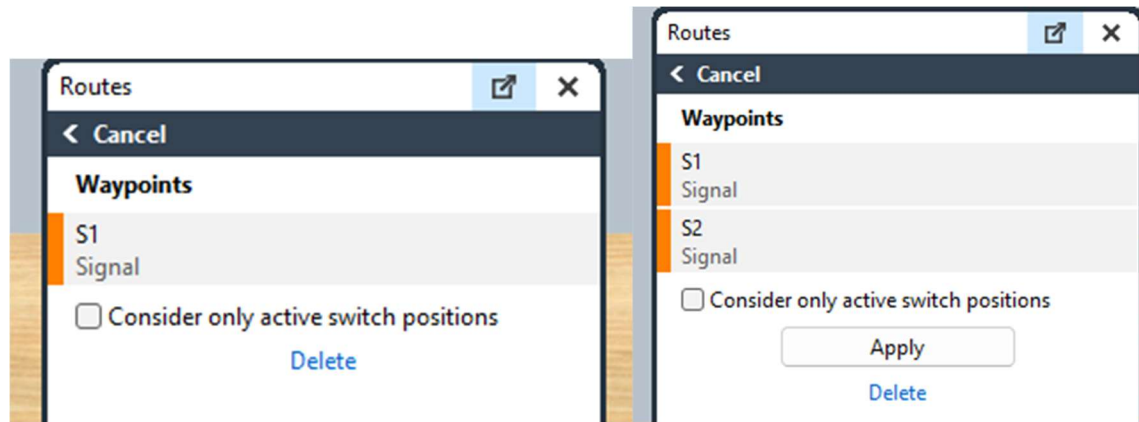 Routes
< Cancel
Waypoints
S1
Signal
Consider only active switch positions
Delete
Routes
< Cancel
Waypoints
S1
Signal
S2
Signal
Consider only active switch positions
Apply
Delete